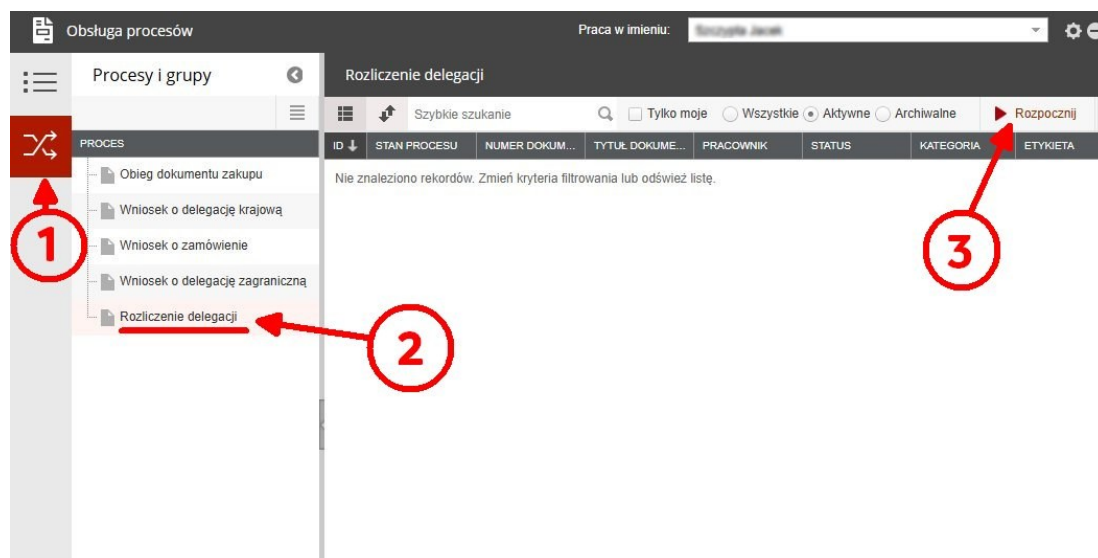 Obsługa procesów
Praca w imieniu:
Procesy i grupy
Rozliczenie delegacji
Szybkie szukanie
Tylko moje
Wszystkie
Aktywne
Archiwalne
Rozpocznij
PROCES
ID
STAN PROCESU
NUMER DOKUM...
TYTUŁ DOKUME...
PRACOWNIK
STATUS
KATEGORIA
ETYKIETA
Obieg dokumentu zakupu
Nie znaleziono rekordów. Zmień kryteria filtrowania lub odśwież listę.
Wniosek o delegację krajową
Wniosek o zamówienie
Wniosek o delegację zagraniczną
Rozliczenie delegacji
1
2
3